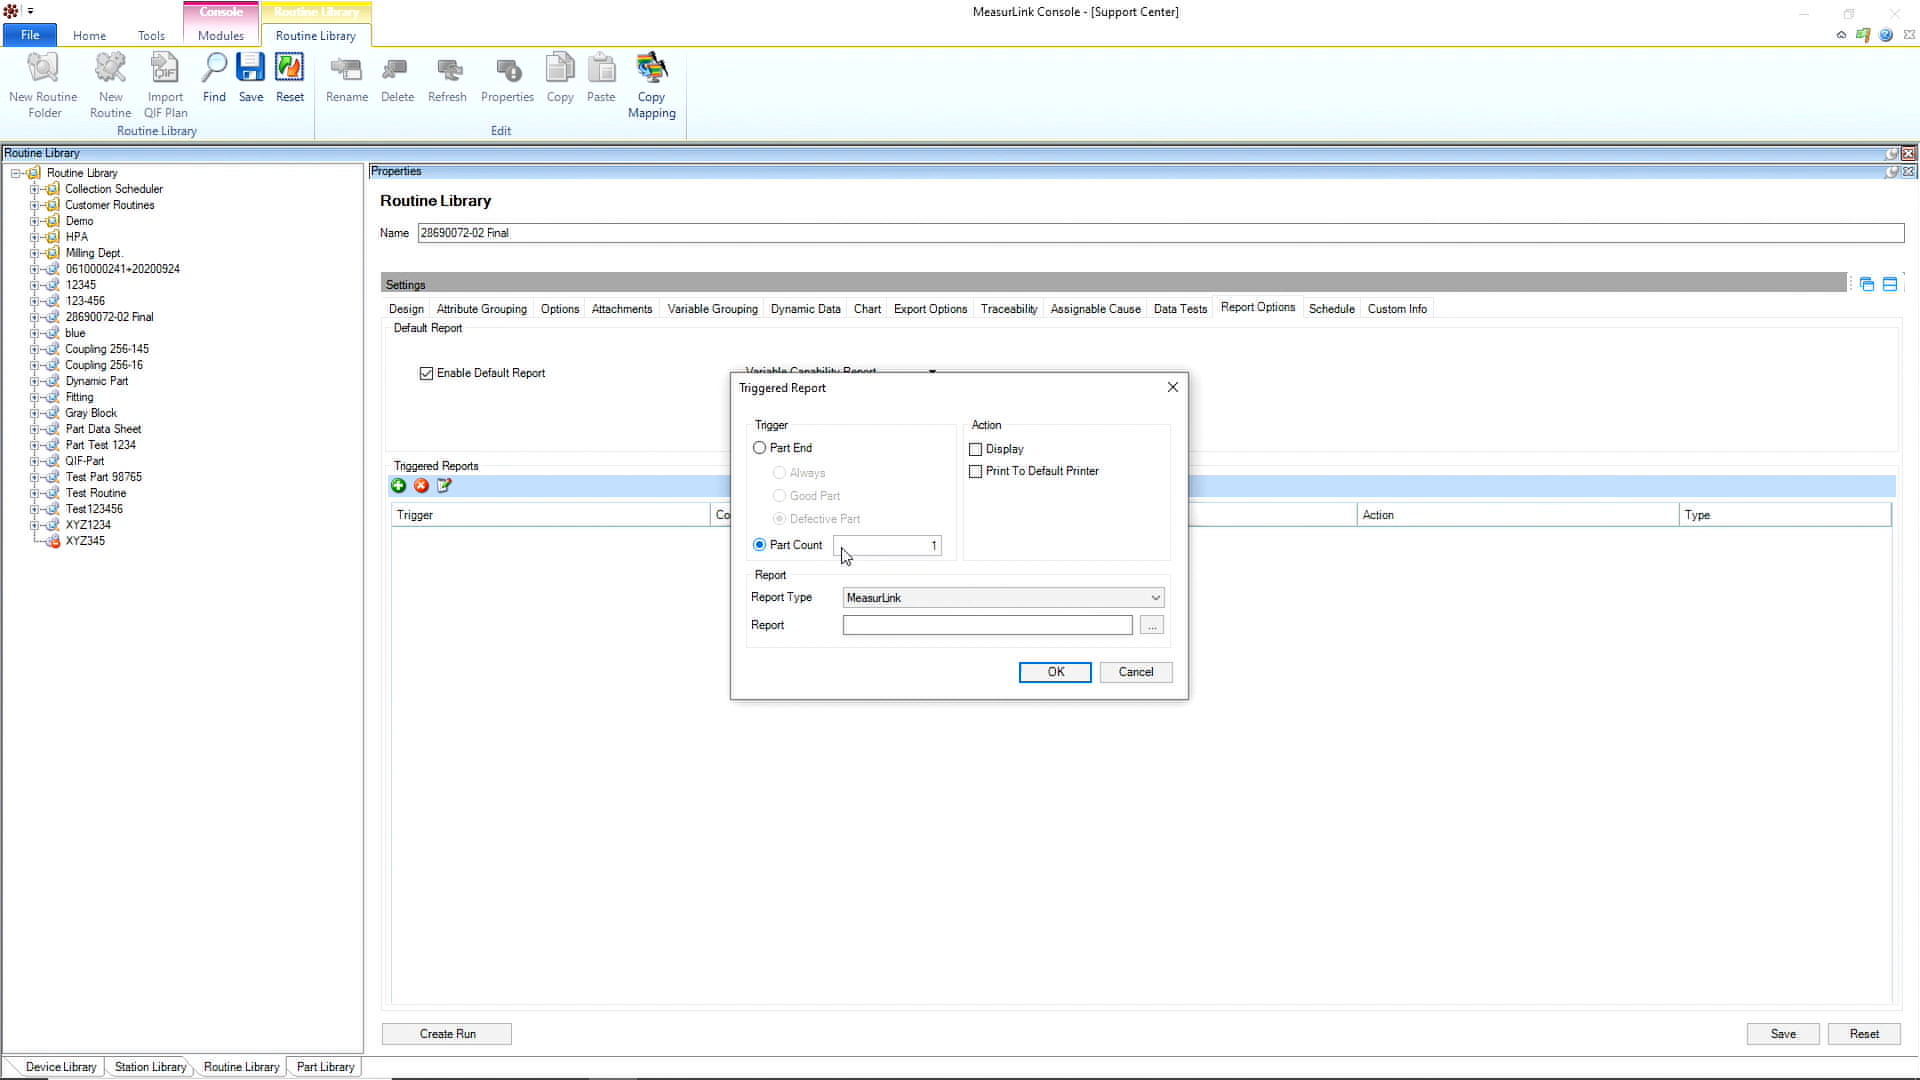 Console
Routine Library
MeasurLink Console - [Support Center]
File
Home
Tools
Modules
Routine Library
New Routine Folder
New Routine
Import QIF Plan
Find
Save
Reset
Rename
Delete
Refresh
Properties
Copy
Paste
Copy Mapping
Routine Library
Edit
Routine Library
Routine Library
Collection Scheduler
Customer Routines
Demo
HPA
Milling Dept.
0610000241+20200924
12345
123-456
28690072-02 Final
blue
Coupling 256-145
Coupling 256-16
Dynamic Part
Fitting
Gray Block
Part Data Sheet
Part Test 1234
QIF-Part
Test Part 98765
Test Routine
Test123456
XYZ1234
XYZ345
Properties
Routine Library
Name 28690072-02 Final
Settings
Design Attribute Grouping Options Attachments Variable Grouping Dynamic Data Chart Export Options Traceability Assignable Cause Data Tests Report Options Schedule Custom Info
Default Report
Enable Default Report
Variable Capability Report
Triggered Reports
Trigger
Co
Action
Type
Triggered Report
Trigger
Part End
Always
Good Part
Defective Part
Part Count 1
Action
Display
Print To Default Printer
Report
Report Type MeasurLink
Report ...
OK Cancel
Create Run
Save Reset
Device Library Station Library Routine Library Part Library